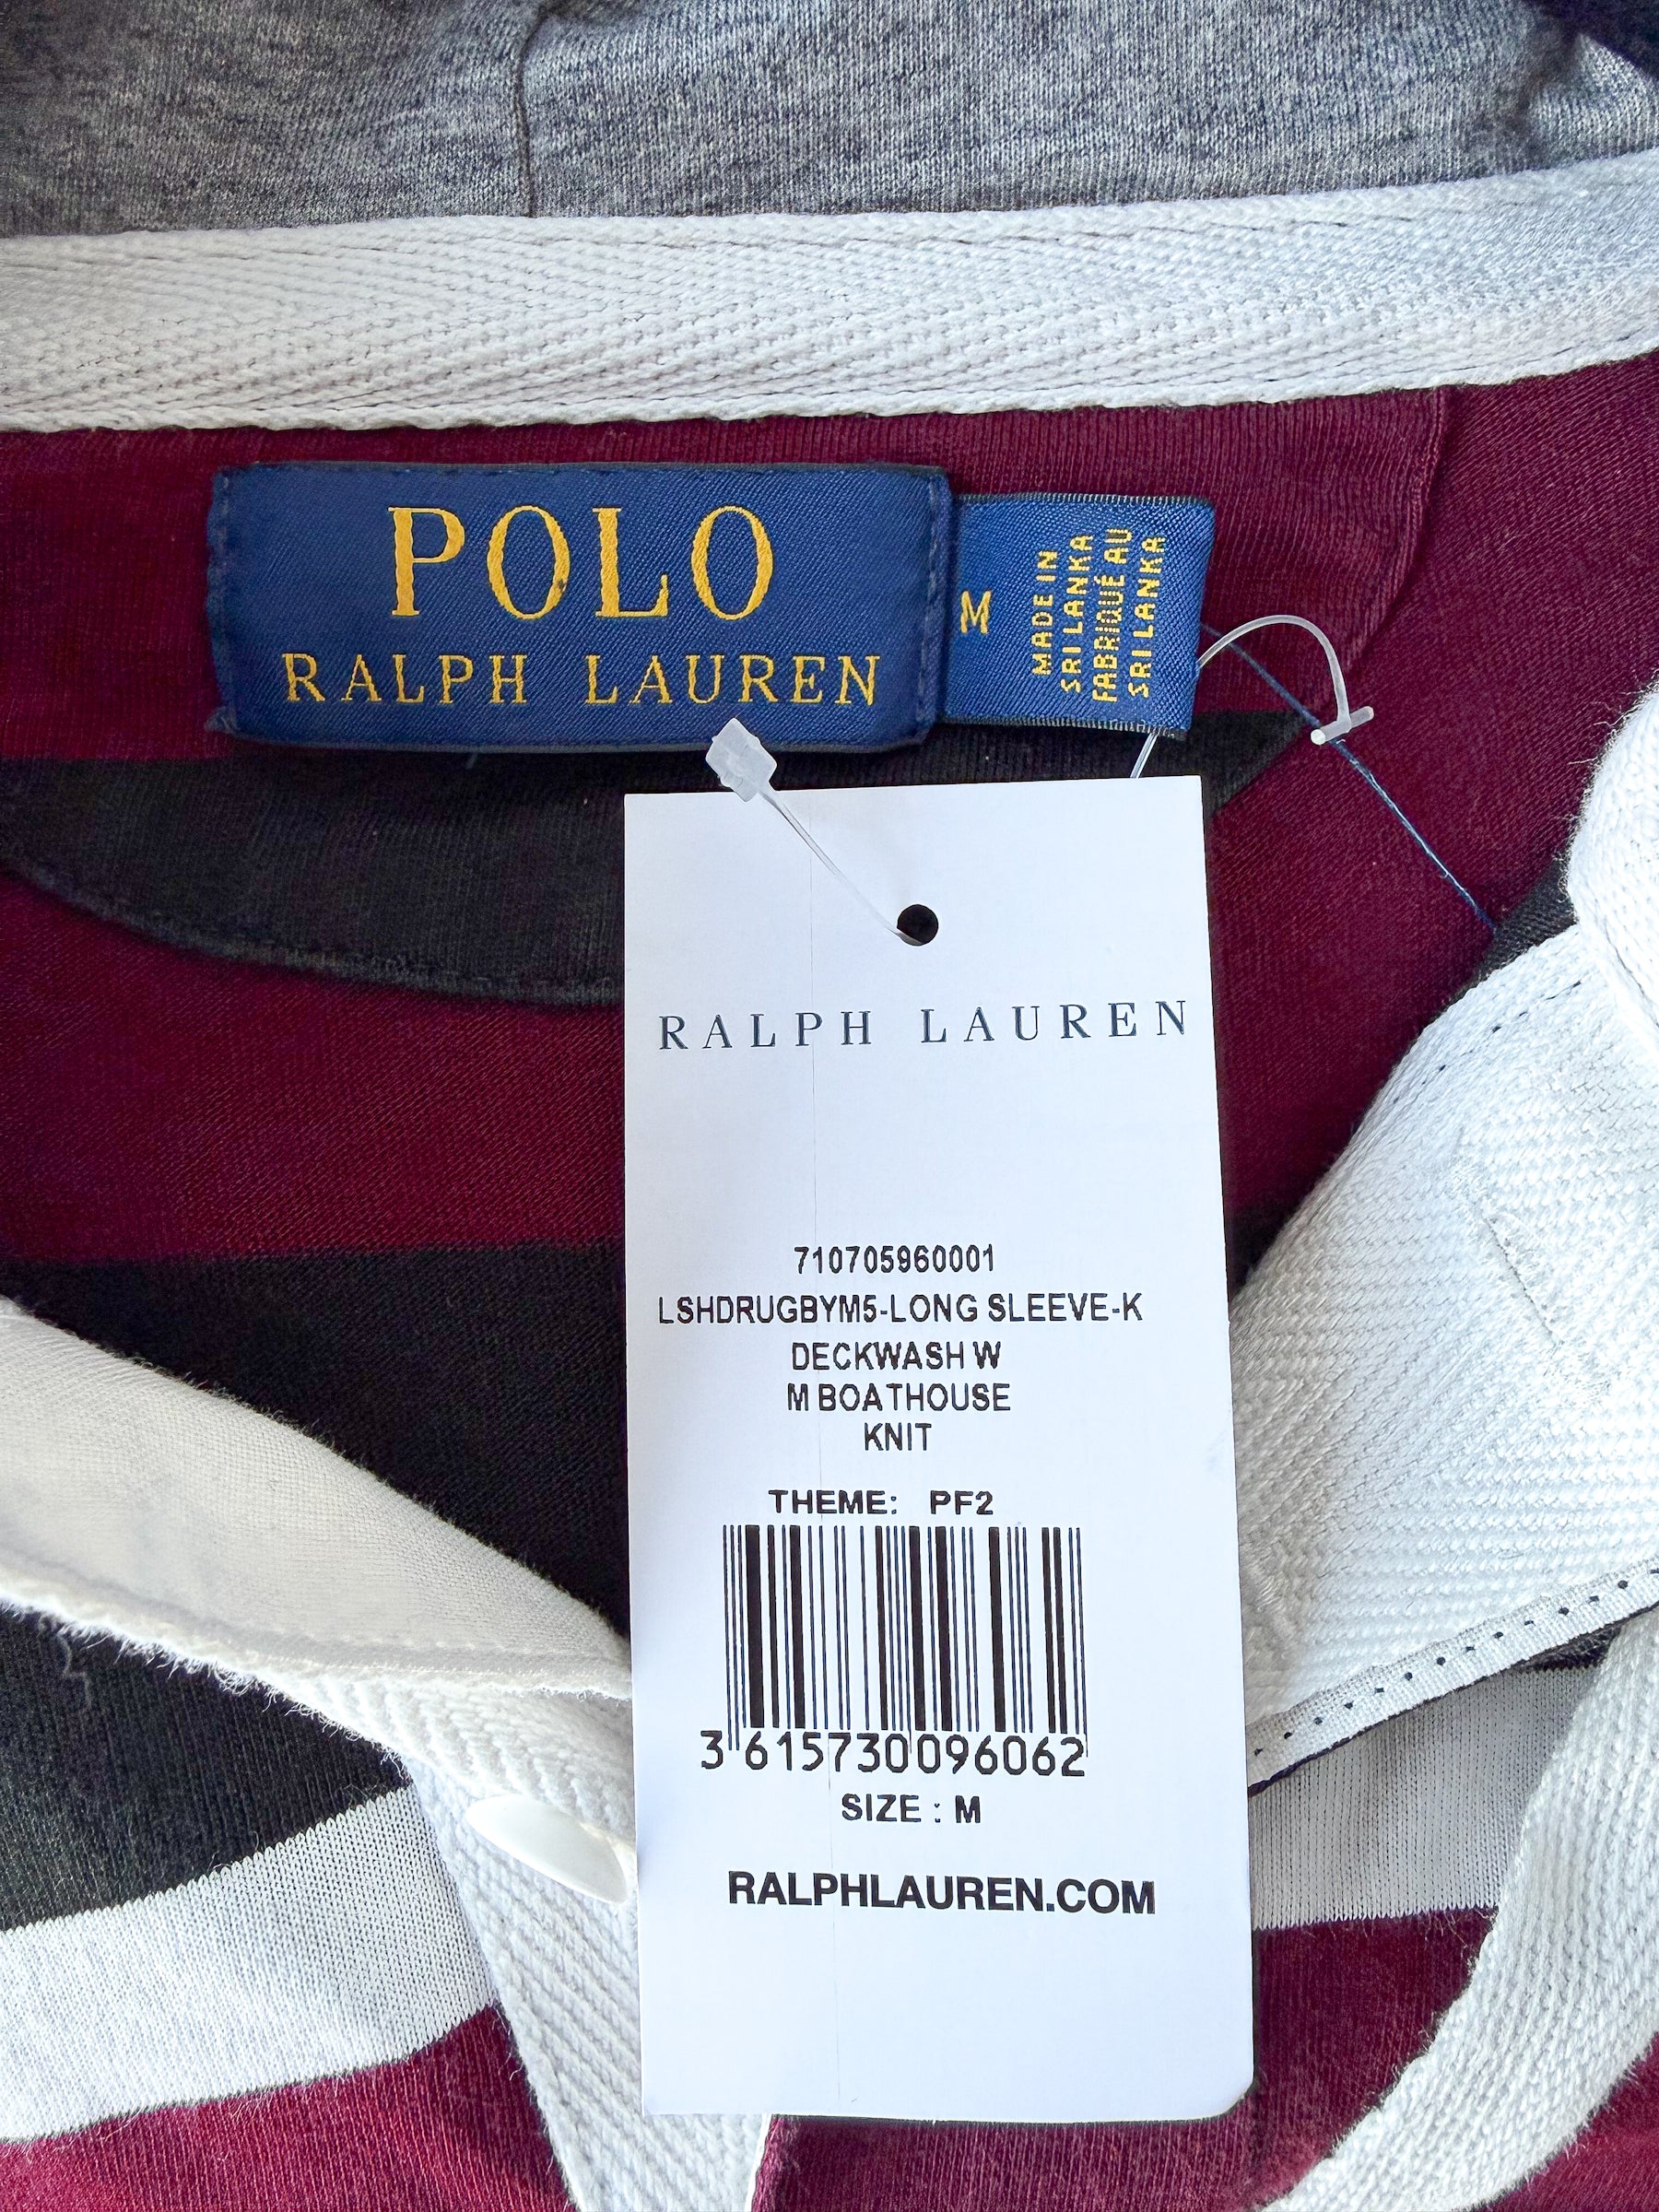 POLO
RALPH LAUREN
M
MADE IN
SRI LANKA
FABRIQUÉ AU
SRI LANKA
RALPH LAUREN
710705960001
LSHDRUGBYM5-LONG SLEEVE-K
DECKWASH W
M BOATHOUSE
KNIT
THEME: PF2
3 615730 096062
SIZE : M
RALPHLAUREN.COM